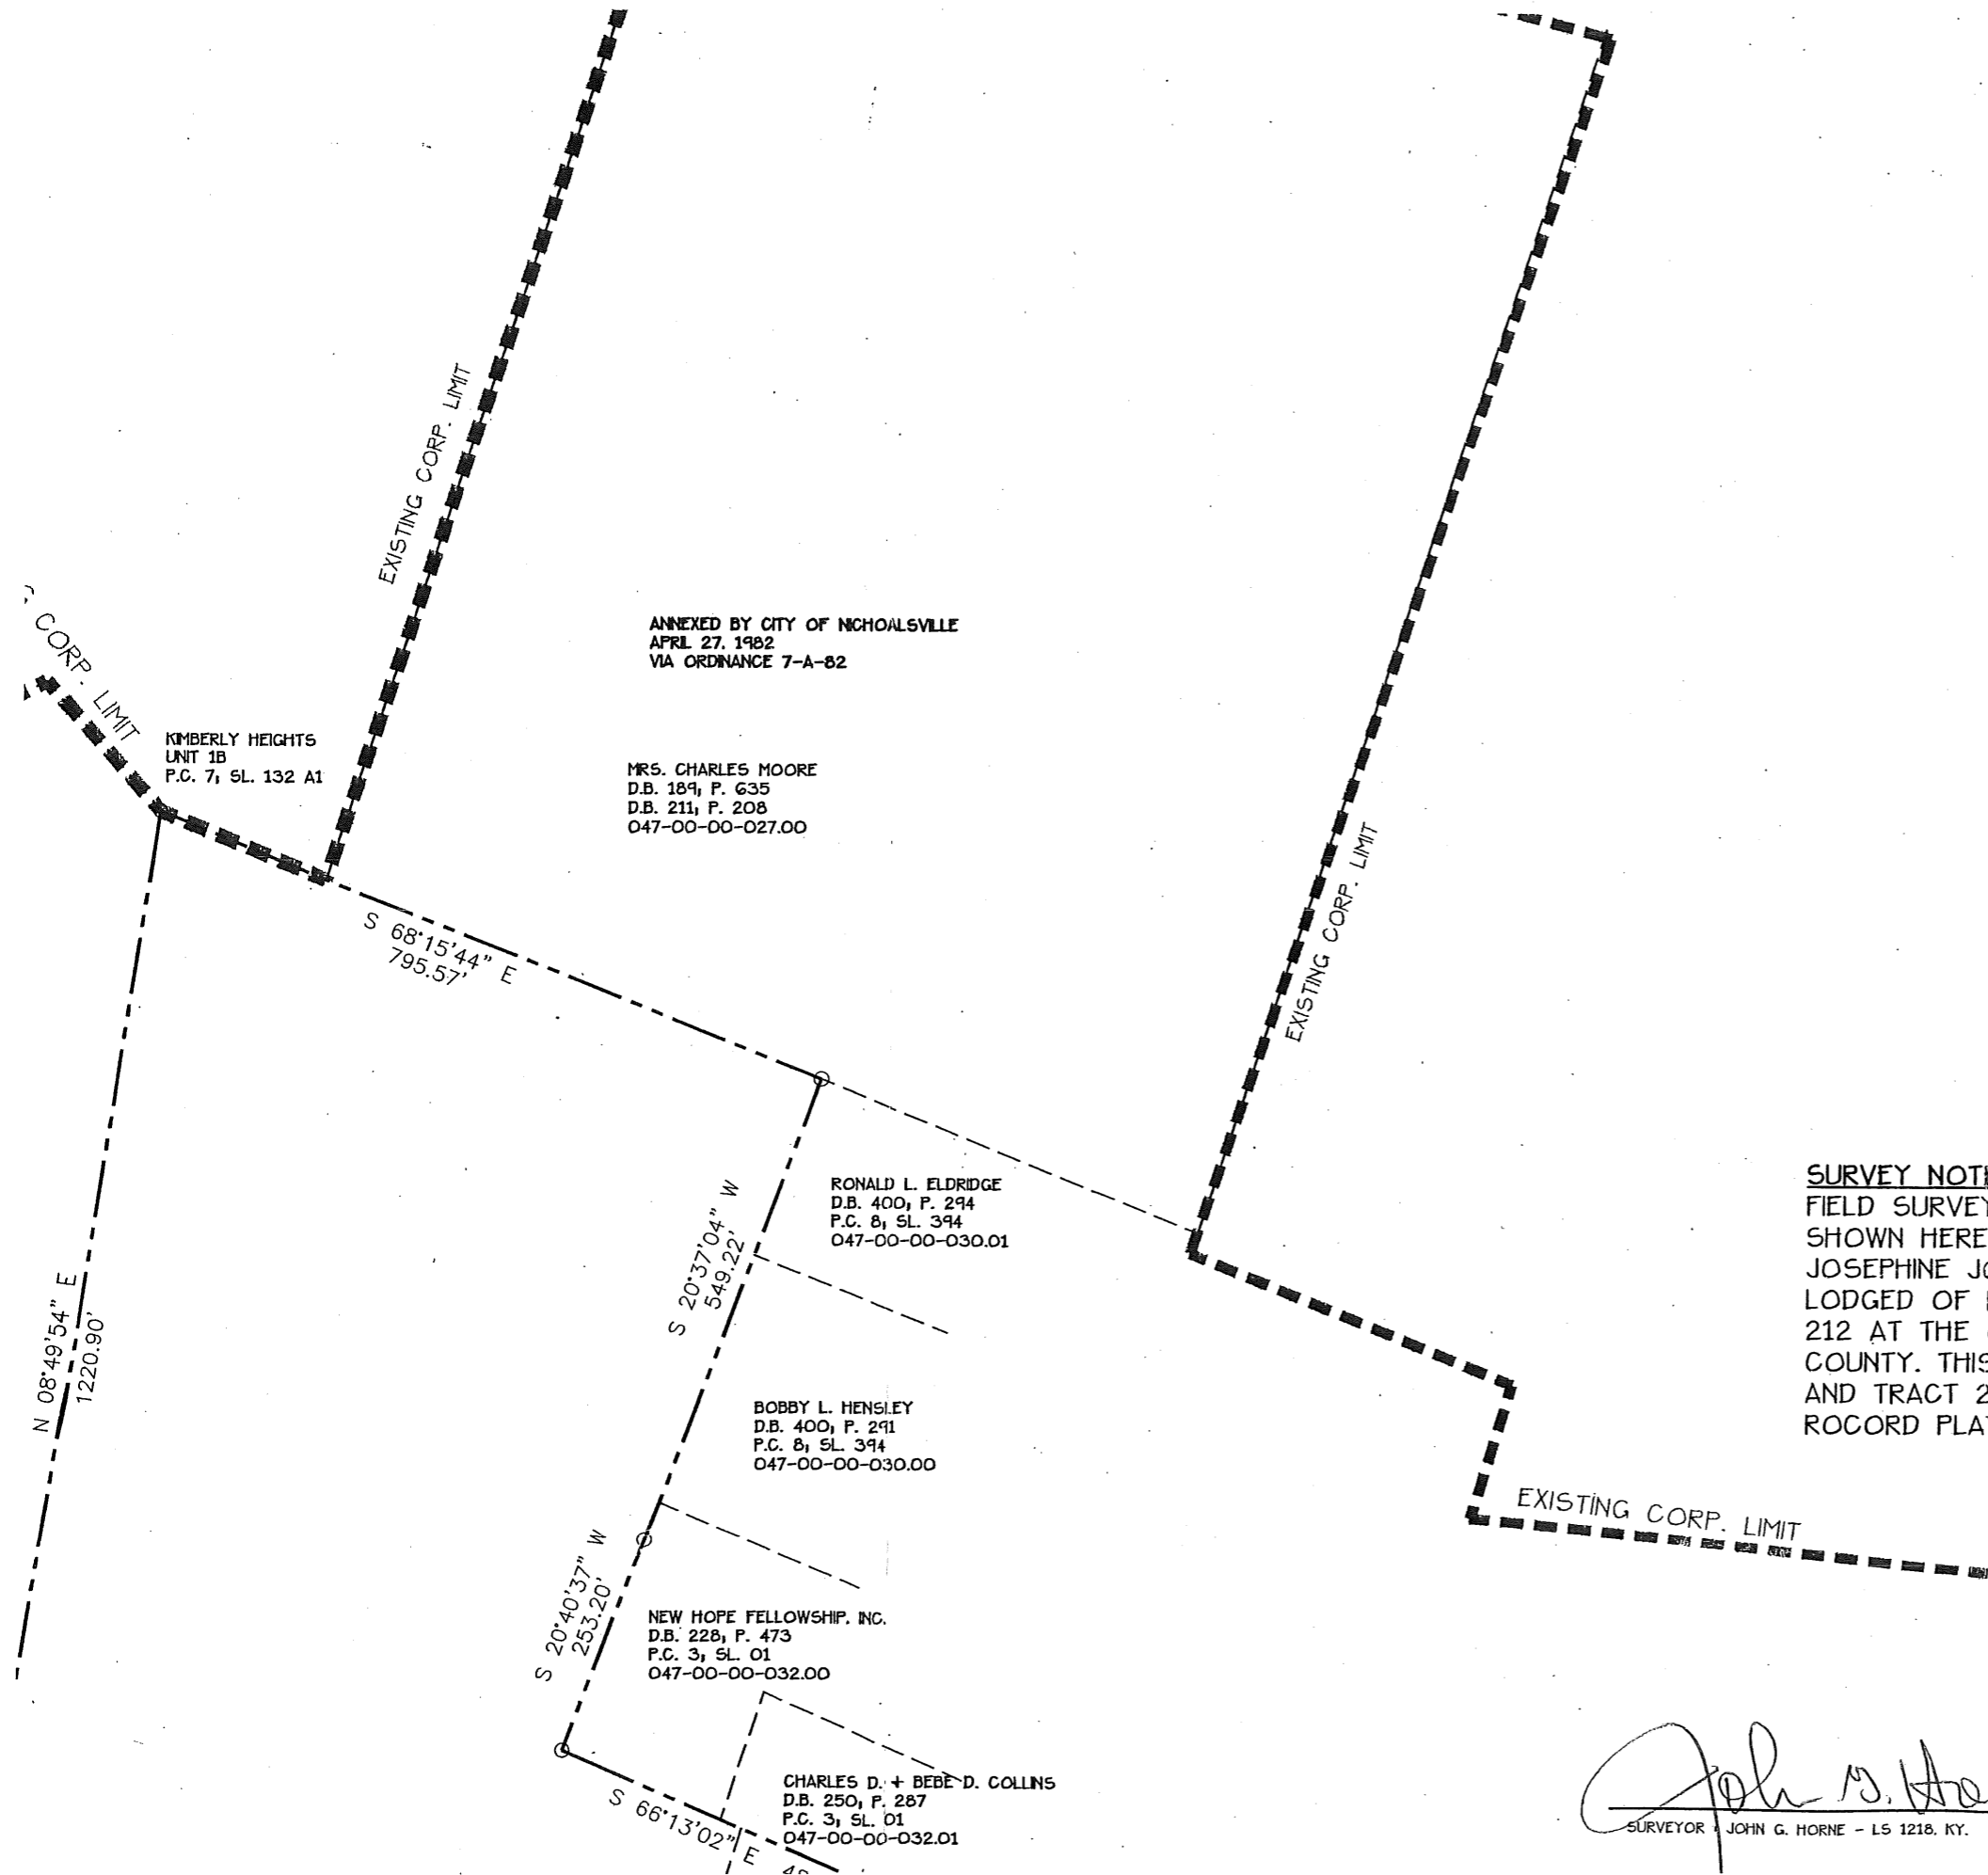 EXISTING CORP. LIMIT
CORP. LIMIT
ANNEXED BY CITY OF NICHOALSVILLE
APRIL 27, 1982
VIA ORDINANCE 7-A-82
KIMBERLY HEIGHTS
UNIT 1B
P.C. 7, SL. 132 A1
MRS. CHARLES MOORE
D.B. 189, P. 635
D.B. 211, P. 208
047-00-00-027.00
EXISTING CORP. LIMIT
S 68°15'44" E
795.57'
RONALD L. ELDRIDGE
D.B. 400, P. 294
P.C. 8, SL. 394
047-00-00-030.01
S 20°37'04" W
549.22'
N 08°49'54" E
1220.90'
SURVEY NOT
FIELD SURVEY
SHOWN HERE
JOSEPHINE JO
LODGED OF
212 AT THE
COUNTY. THIS
AND TRACT 2
ROCORD PLA
BOBBY L. HENSLEY
D.B. 400, P. 291
P.C. 8, SL. 394
047-00-00-030.00
EXISTING CORP. LIMIT
S 20°40'37" W
253.20'
NEW HOPE FELLOWSHIP, INC.
D.B. 228, P. 473
P.C. 3, SL. 01
047-00-00-032.00
CHARLES D. + BEBE D. COLLINS
D.B. 250, P. 287
P.C. 3, SL. 01
047-00-00-032.01
S 66°13'02" E
John G. Ho
SURVEYOR JOHN G. HORNE - LS 1218, KY.